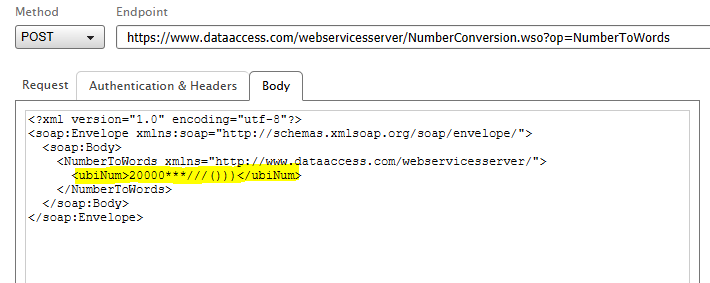 Method Endpoint
POST https://www.dataaccess.com/webservicesserver/NumberConversion.wso?op=NumberToWords
Request Authentication & Headers Body
<?xml version="1.0" encoding="utf-8"?>
<soap:Envelope xmlns:soap="http://schemas.xmlsoap.org/soap/envelope/">
<soap:Body>
<NumberToWords xmlns="http://www.dataaccess.com/webservicesserver/">
<ubiNum>20000***///()))</ubiNum>
</NumberToWords>
</soap:Body>
</soap:Envelope>